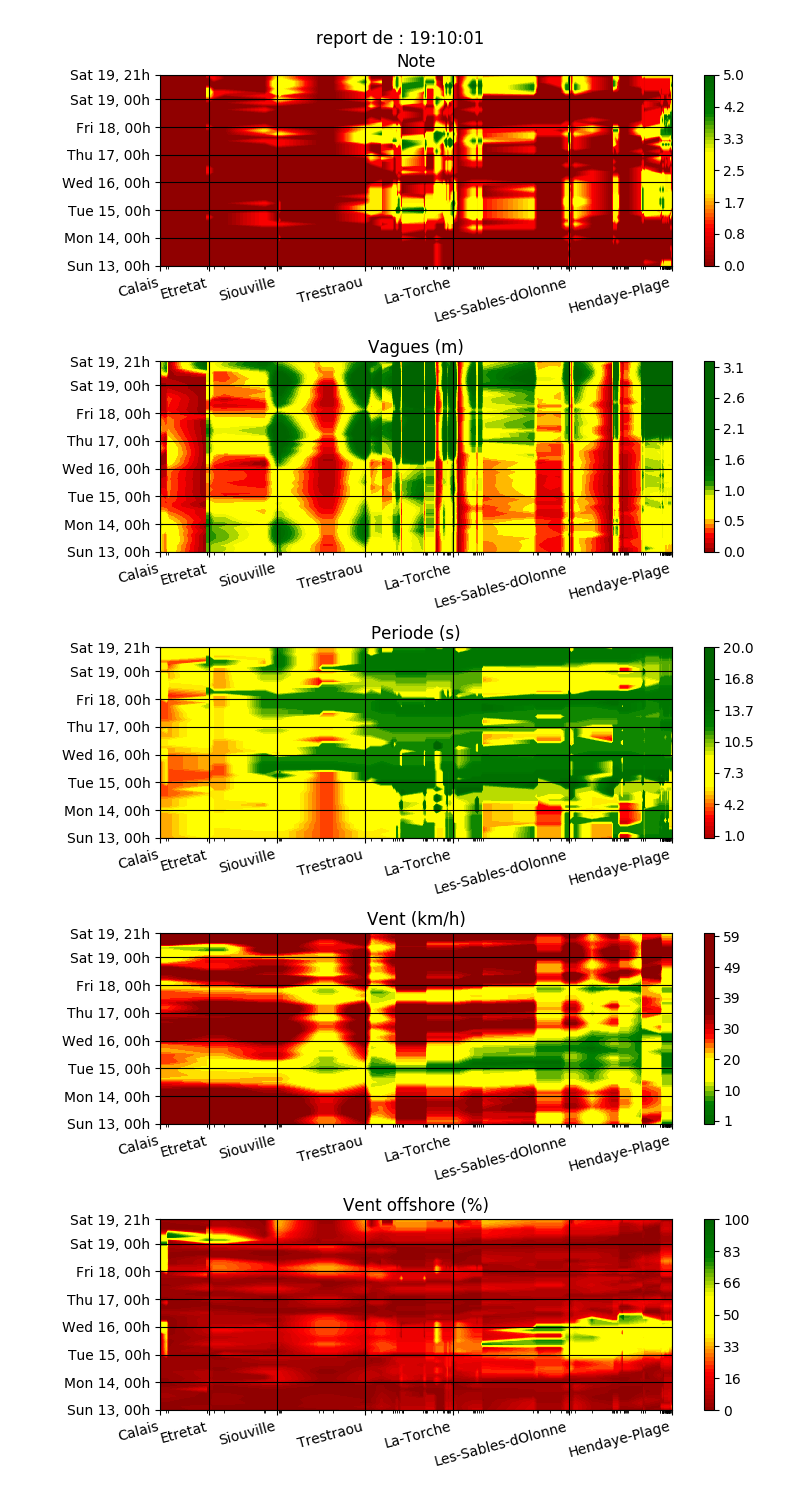 report de : 19:10:01
Note
Sat 19, 21h
Sat 19, 00h
Fri 18, 00h
Thu 17, 00h
Wed 16, 00h
Tue 15, 00h
Mon 14, 00h
Sun 13, 00h
Calais Etretat Siouville Trestraou La-Torche Les-Sables-dOlonne Hendaye-Plage
5.0
4.2
3.3
2.5
1.7
0.8
0.0
Vagues (m)
Sat 19, 21h
Sat 19, 00h
Fri 18, 00h
Thu 17, 00h
Wed 16, 00h
Tue 15, 00h
Mon 14, 00h
Sun 13, 00h
Calais Etretat Siouville Trestraou La-Torche Les-Sables-dOlonne Hendaye-Plage
3.1
2.6
2.1
1.6
1.0
0.5
0.0
Periode (s)
Sat 19, 21h
Sat 19, 00h
Fri 18, 00h
Thu 17, 00h
Wed 16, 00h
Tue 15, 00h
Mon 14, 00h
Sun 13, 00h
Calais Etretat Siouville Trestraou La-Torche Les-Sables-dOlonne Hendaye-Plage
20.0
16.8
13.7
10.5
7.3
4.2
1.0
Vent (km/h)
Sat 19, 21h
Sat 19, 00h
Fri 18, 00h
Thu 17, 00h
Wed 16, 00h
Tue 15, 00h
Mon 14, 00h
Sun 13, 00h
Calais Etretat Siouville Trestraou La-Torche Les-Sables-dOlonne Hendaye-Plage
59
49
39
30
20
10
1
Vent offshore (%)
Sat 19, 21h
Sat 19, 00h
Fri 18, 00h
Thu 17, 00h
Wed 16, 00h
Tue 15, 00h
Mon 14, 00h
Sun 13, 00h
Calais Etretat Siouville Trestraou La-Torche Les-Sables-dOlonne Hendaye-Plage
100
83
66
50
33
16
0